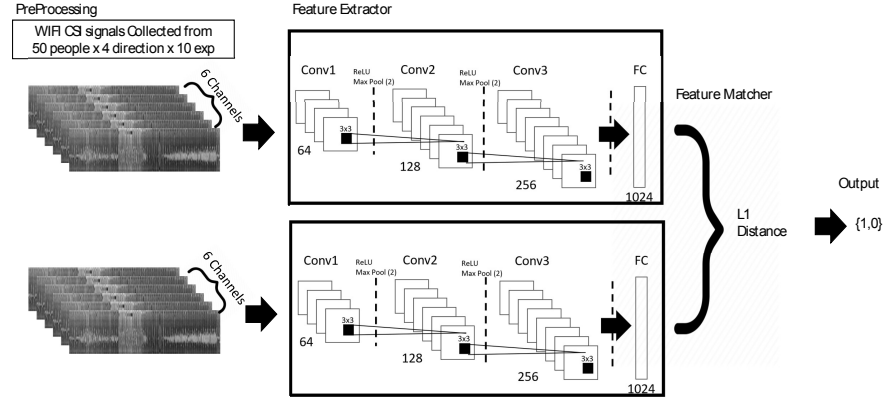 PreProcessing
Feature Extractor
WIFI CSI signals Collected from
50 people x 4 direction x 10 exp
6 Channels
Conv1
ReLU
Max Pool (2)
Conv2
ReLU
Max Pool (2)
Conv3
FC
3x3
3x3
3x3
64
128
256
1024
Feature Matcher
L1
Distance
Output
{1,0}
6 Channels
Conv1
ReLU
Max Pool (2)
Conv2
ReLU
Max Pool (2)
Conv3
FC
3x3
3x3
3x3
64
128
256
1024